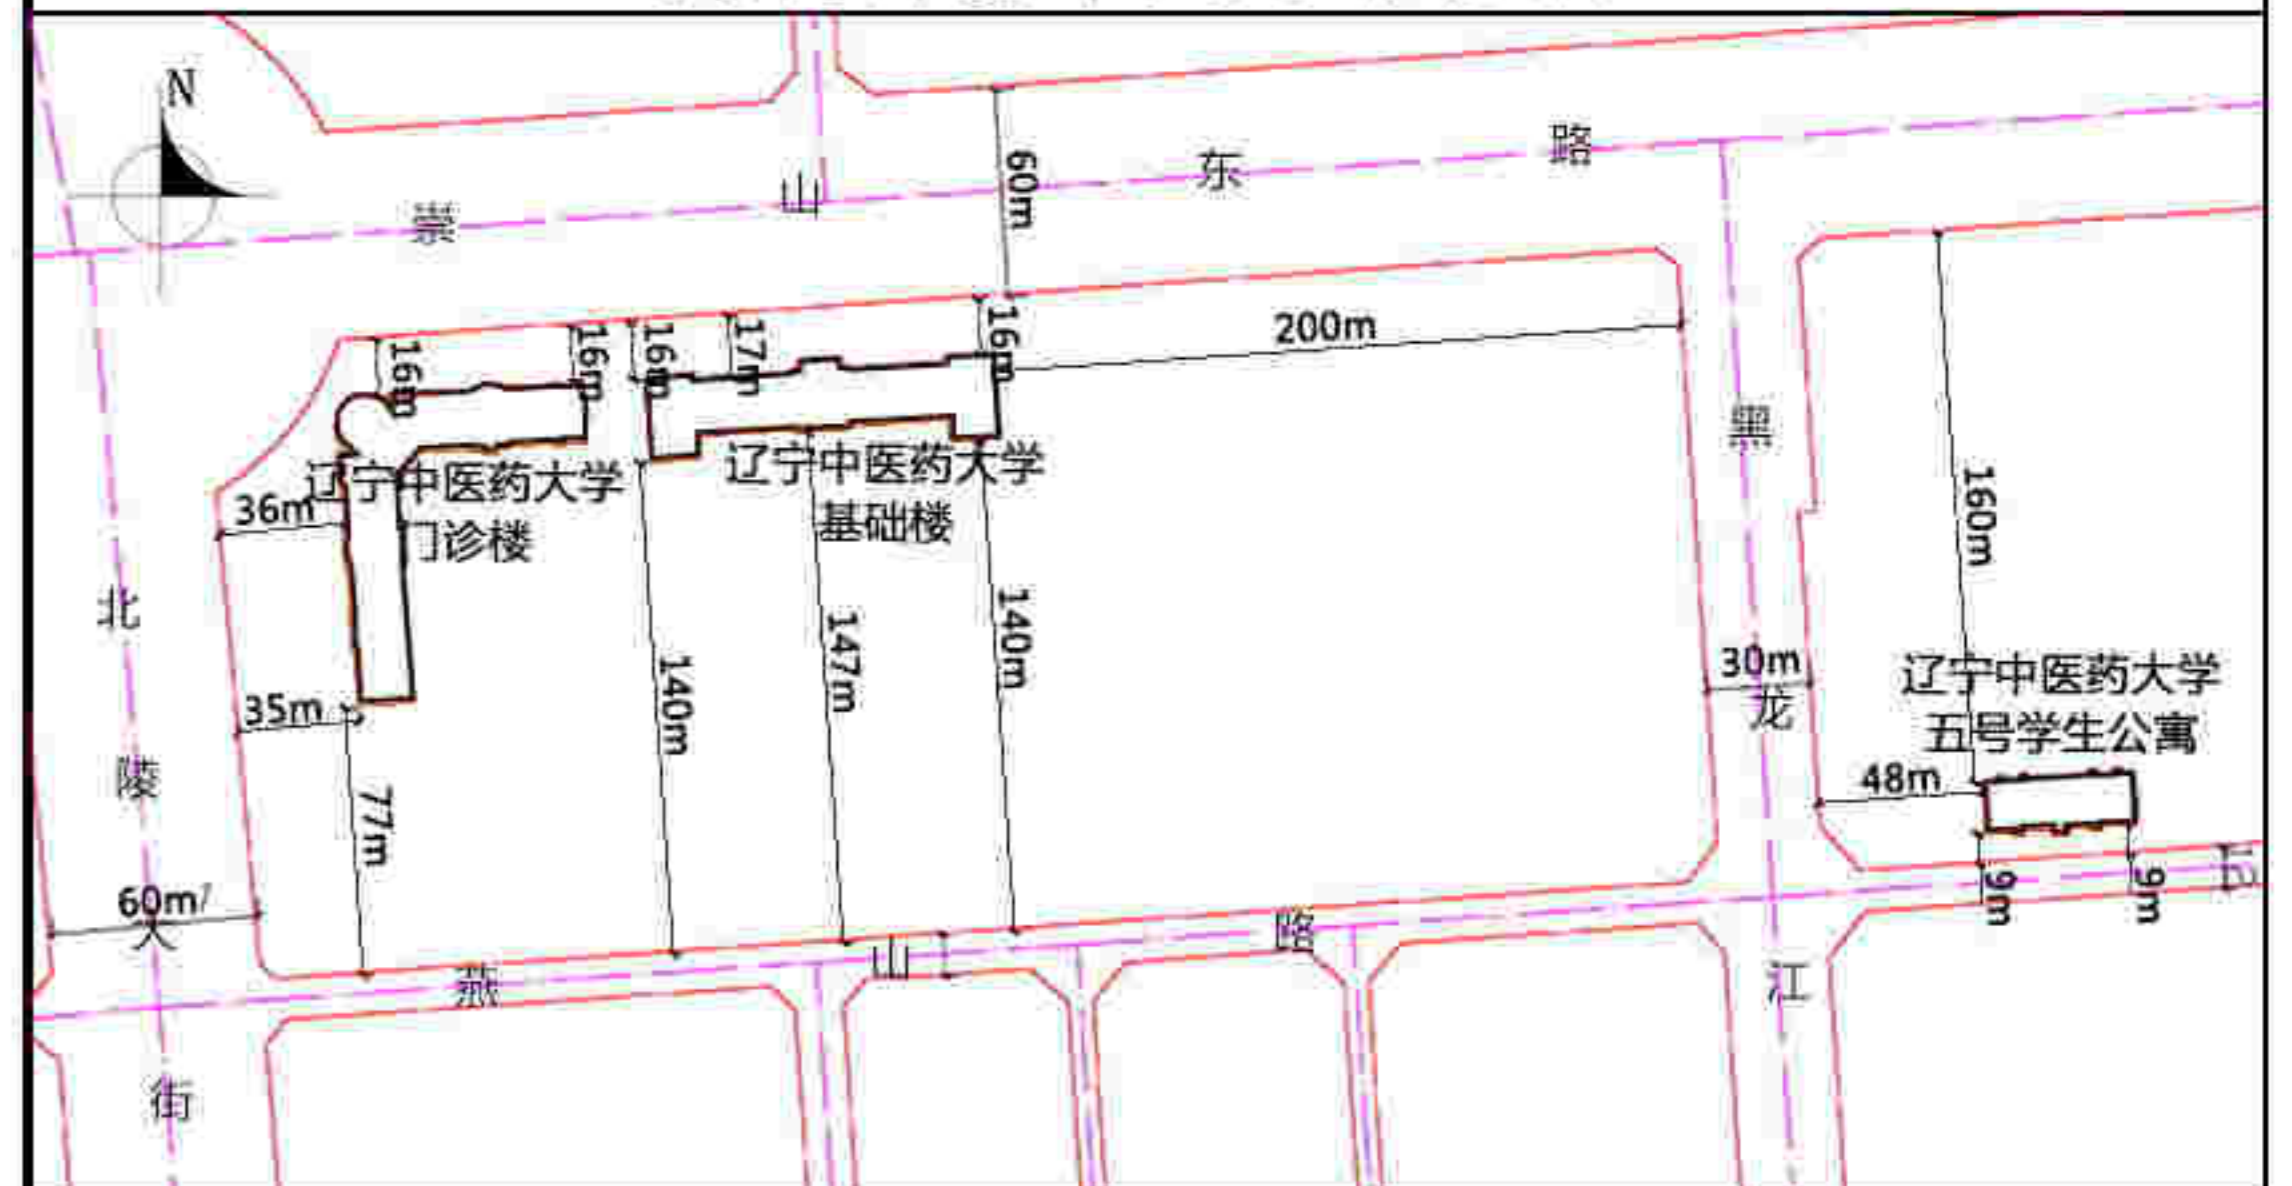 N
崇山东路
60m
16m
16m
16m
17m
16m
200m
辽宁中医药大学
门诊楼
辽宁中医药大学
基础楼
36m
35m
77m
140m
147m
140m
黑龙江
30m
160m
辽宁中医药大学
五号学生公寓
48m
9m
9m
北陵大街
60m
燕山路